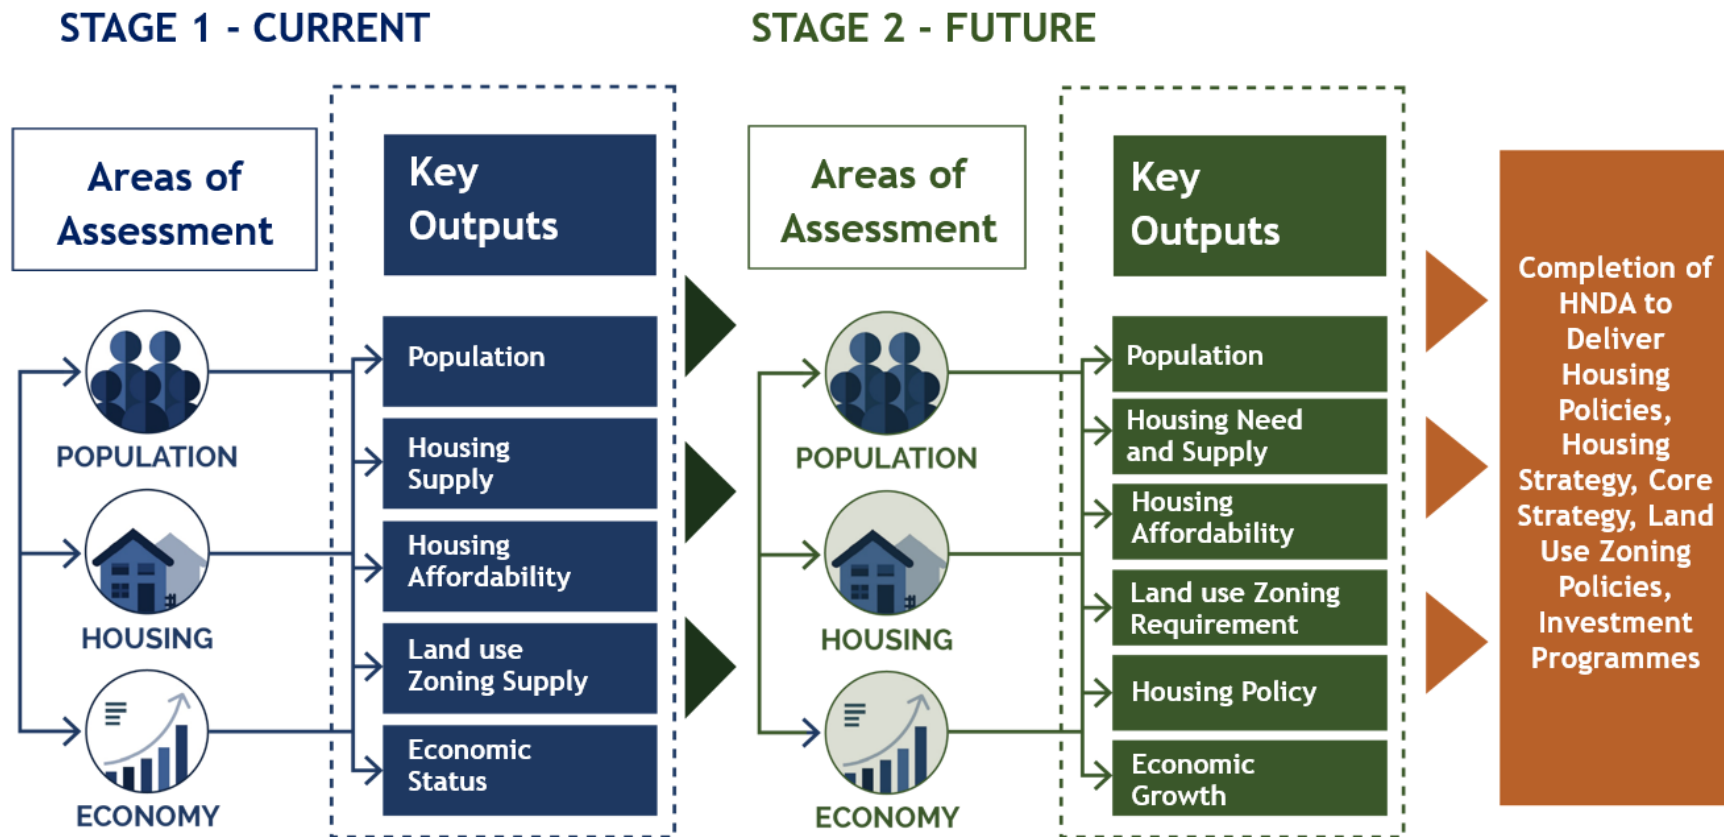 STAGE 1 - CURRENT
Areas of
Assessment
POPULATION
HOUSING
ECONOMY
Key
Outputs
Population
Housing
Supply
Housing
Affordability
Land use
Zoning Supply
Economic
Status
STAGE 2 - FUTURE
Areas of
Assessment
POPULATION
HOUSING
ECONOMY
Key
Outputs
Population
Housing Need
and Supply
Housing
Affordability
Land use Zoning
Requirement
Housing Policy
Economic
Growth
Completion of
HNDA to
Deliver
Housing
Policies,
Housing
Strategy, Core
Strategy, Land
Use Zoning
Policies,
Investment
Programmes